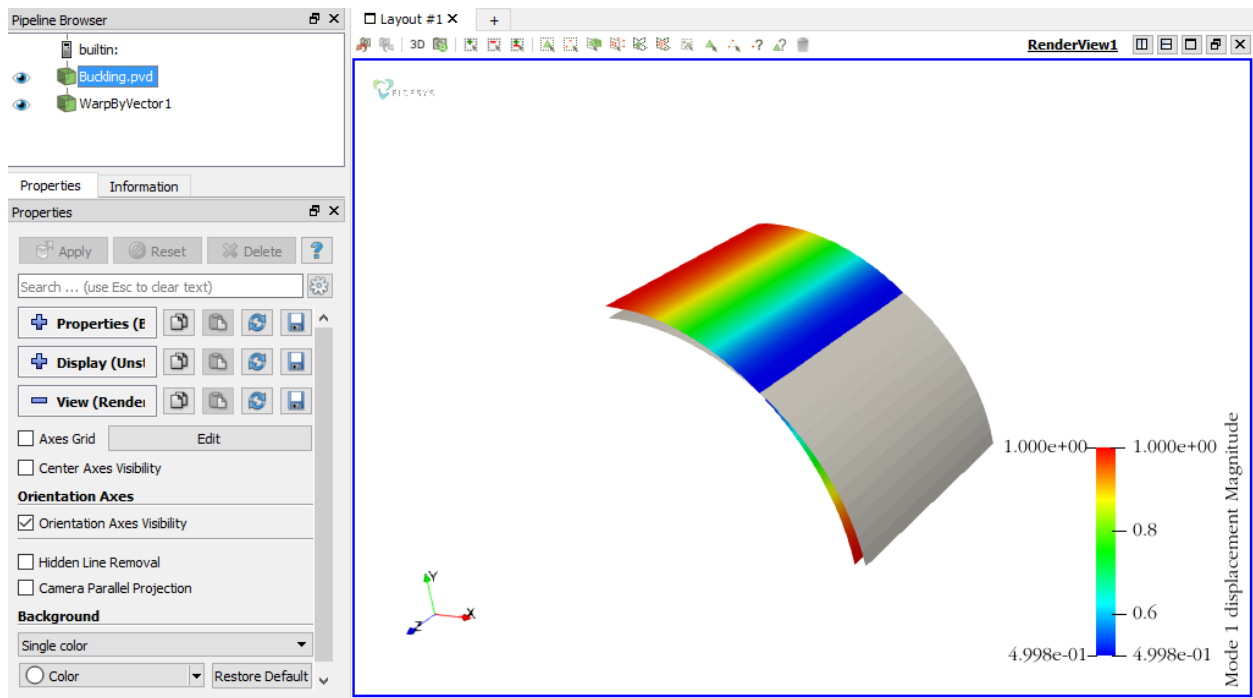 Pipeline Browser
builtin:
Buckling.pvd
WarpByVector1
Properties
Information
Properties
Apply
Reset
Delete
?
Search ... (use Esc to clear text)
Properties (B
Display (Unst
View (Render
Axes Grid
Edit
Center Axes Visibility
Orientation Axes
Orientation Axes Visibility
Hidden Line Removal
Camera Parallel Projection
Background
Single color
Color
Restore Default
Layout #1
+
3D
RenderView1
FIDESYS
Y
X
Z
1.000e+00
1.000e+00
0.8
0.6
4.998e-01
4.998e-01
Mode 1 displacement Magnitude